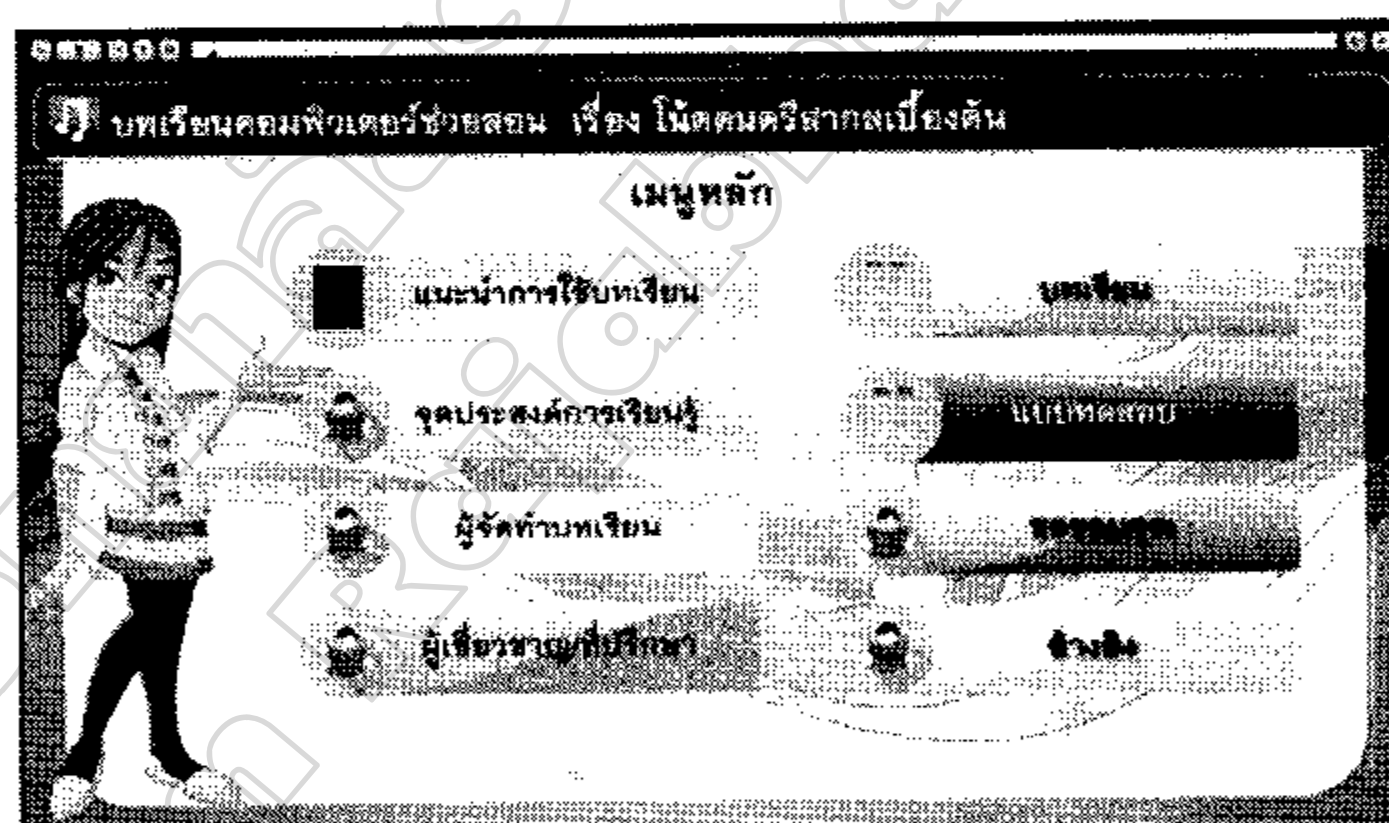 บทเรียนคอมพิวเตอร์ช่วยสอน เรื่อง โน้ตดนตรีสากลเบื้องต้น
เมนูหลัก
แนะนำการใช้บทเรียน
บทเรียน
จุดประสงค์การเรียนรู้
แบบทดสอบ
ผู้จัดทำบทเรียน
ผู้เชี่ยวชาญที่ปรึกษา
อ้างอิง